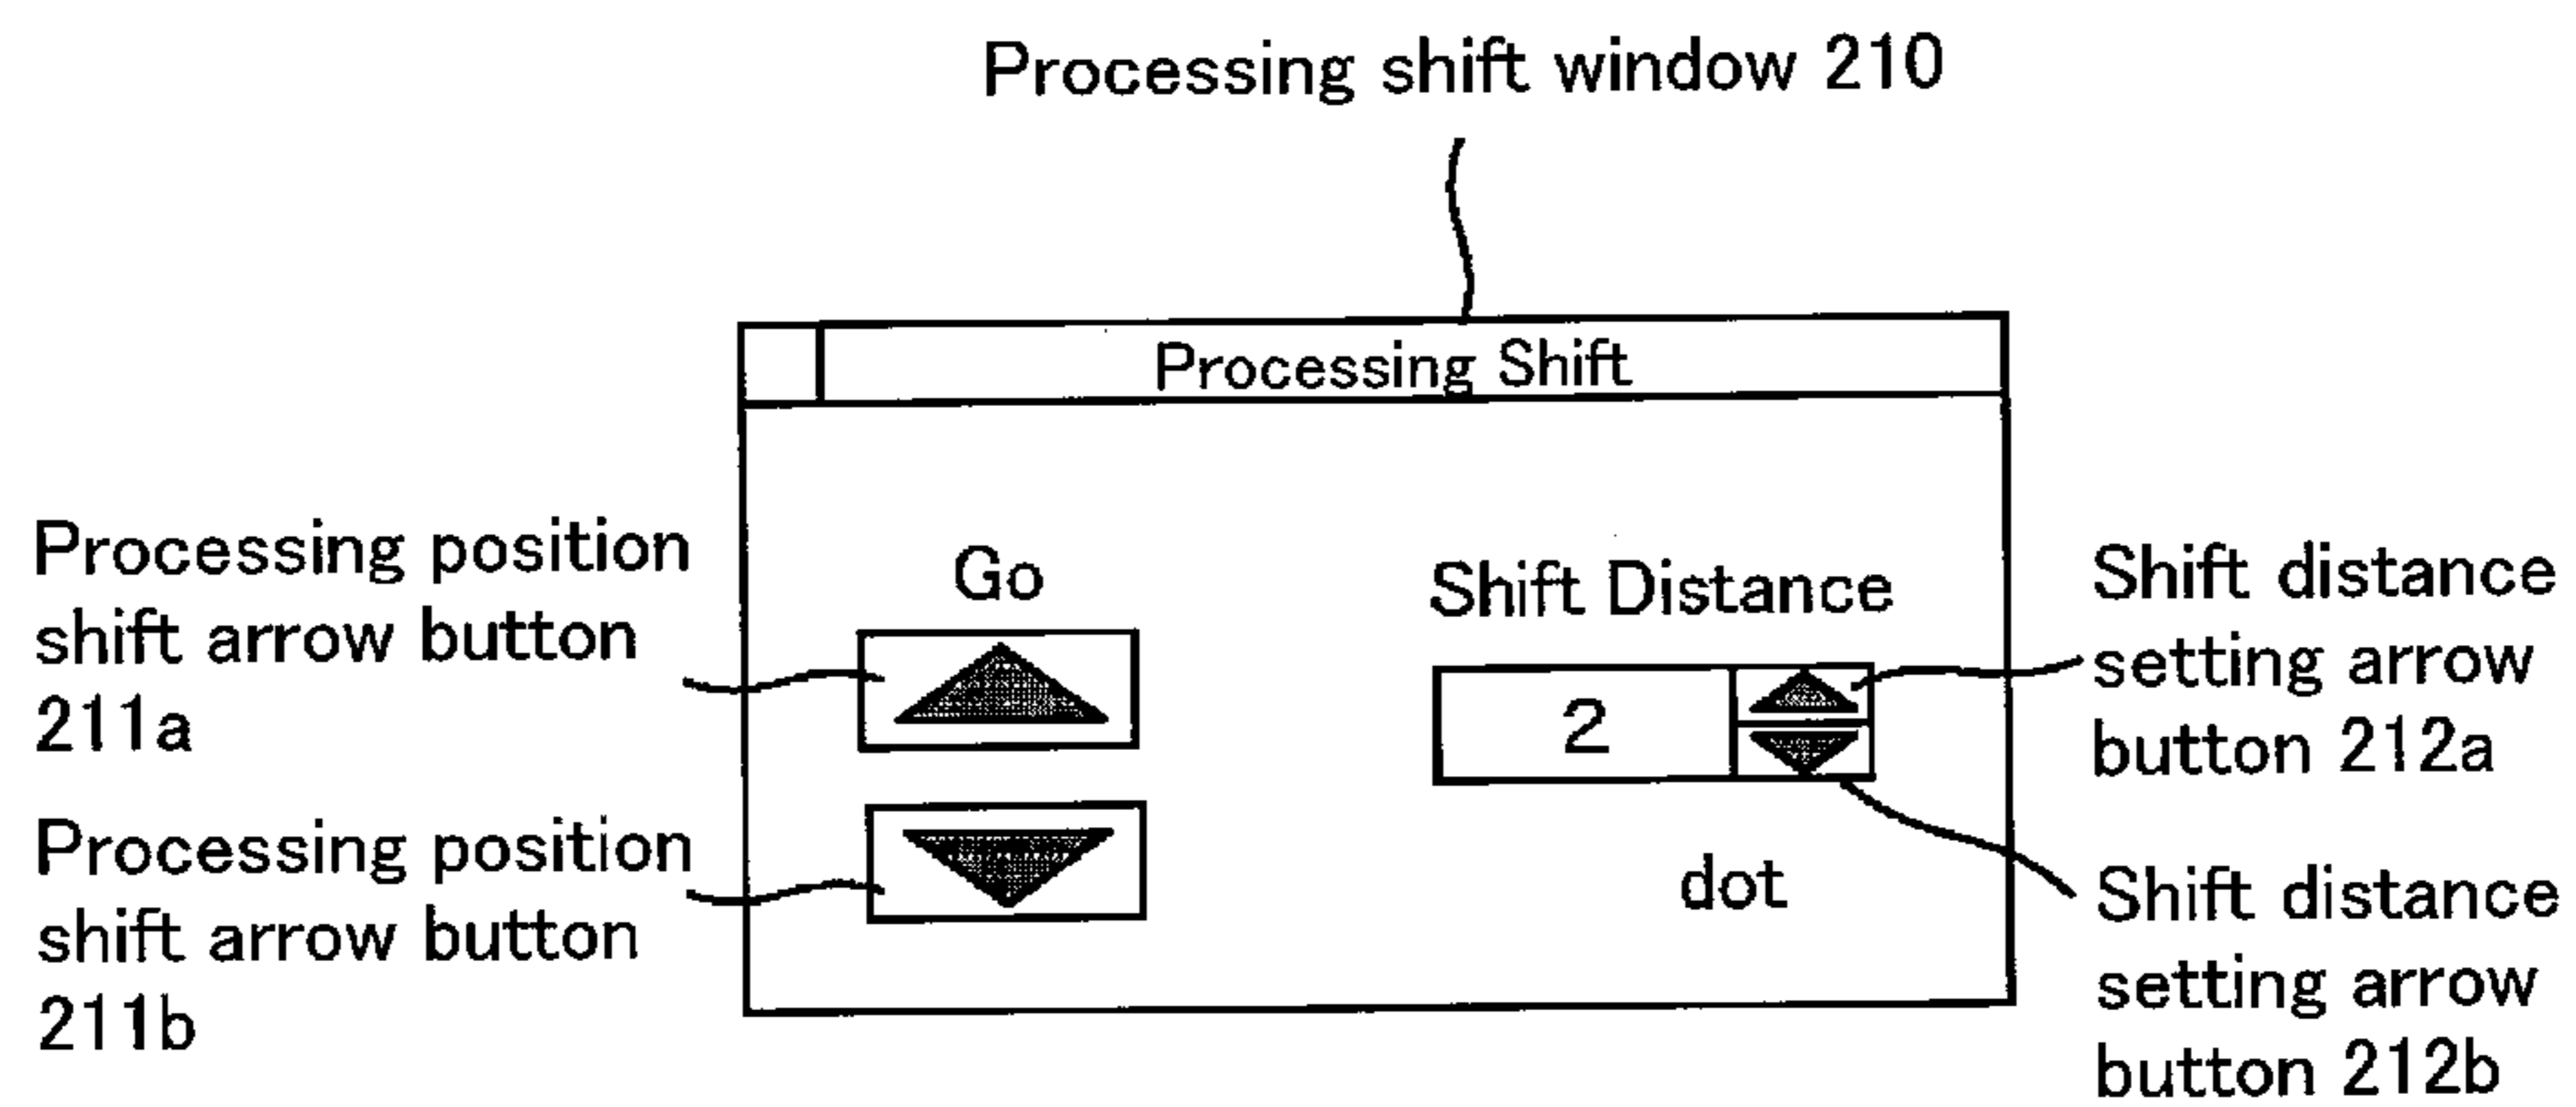 Processing shift window 210
Processing Shift
Processing position
shift arrow button
211a
Processing position
shift arrow button
211b
Go
Shift Distance
2
dot
Shift distance
setting arrow
button 212a
Shift distance
setting arrow
button 212b